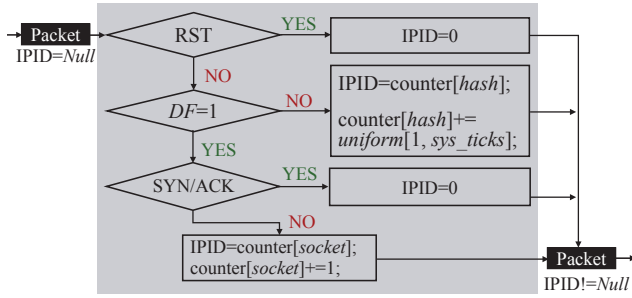 Packet
IPID=Null
RST
YES
IPID=0
NO
DF=1
NO
IPID=counter[hash];
counter[hash]+=
uniform[1, sys_ticks];
YES
SYN/ACK
YES
IPID=0
NO
IPID=counter[socket];
counter[socket]+=1;
Packet
IPID!=Null